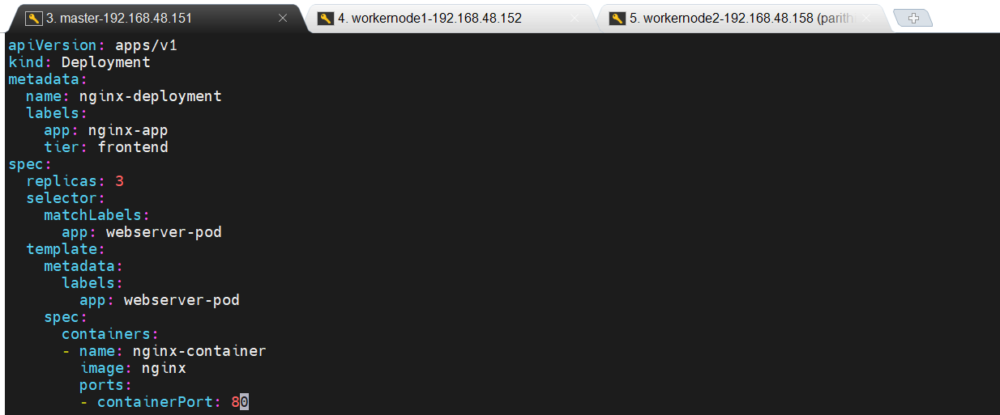 3. master-192.168.48.151
4. workernode1-192.168.48.152
5. workernode2-192.168.48.158 (parith
apiVersion: apps/v1
kind: Deployment
metadata:
  name: nginx-deployment
  labels:
    app: nginx-app
    tier: frontend
spec:
  replicas: 3
  selector:
    matchLabels:
      app: webserver-pod
  template:
    metadata:
      labels:
        app: webserver-pod
    spec:
      containers:
      - name: nginx-container
        image: nginx
        ports:
        - containerPort: 80